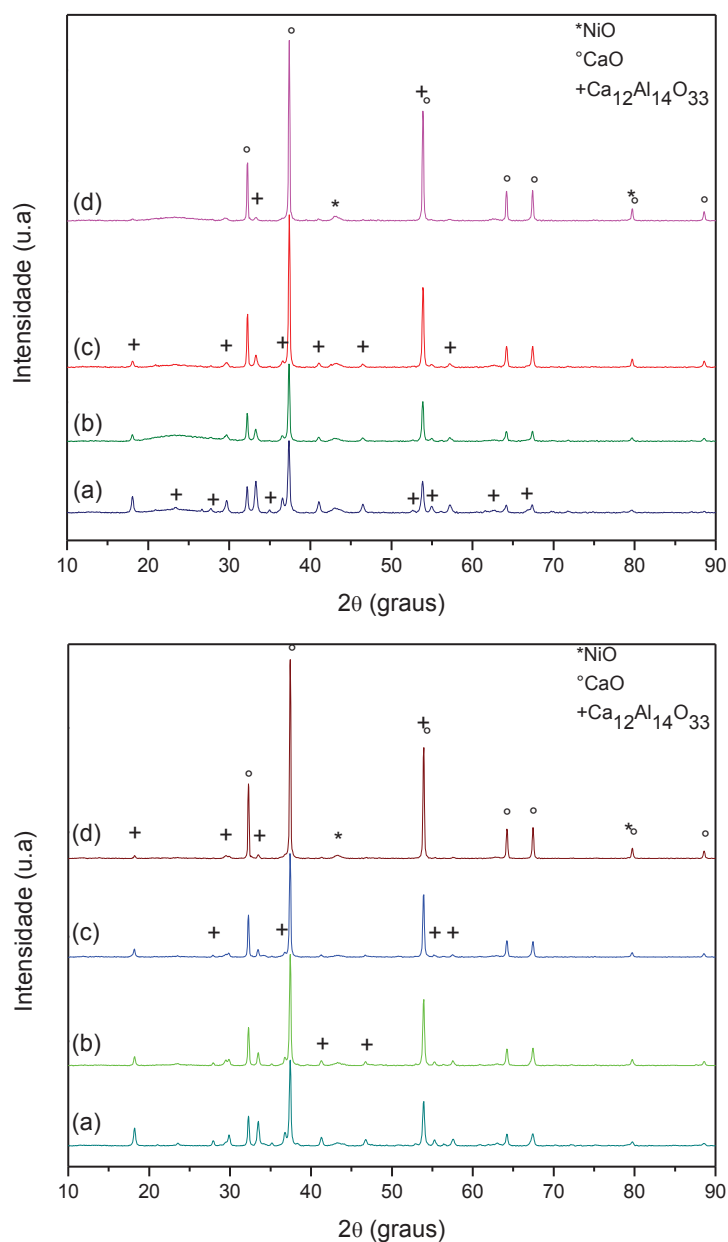 *NiO
°CaO
+Ca12Al14O33
(d)
(c)
(b)
(a)
Intensidade (u.a)
10 20 30 40 50 60 70 80 90
2θ (graus)
*NiO
°CaO
+Ca12Al14O33
(d)
(c)
(b)
(a)
Intensidade (u.a)
10 20 30 40 50 60 70 80 90
2θ (graus)